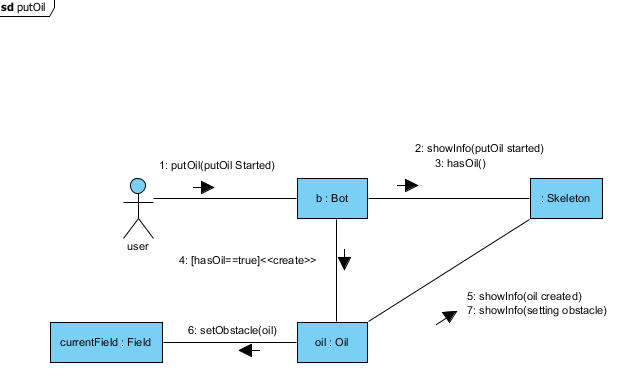 sd putOil
2: showInfo(putOil started)
3: hasOil()
1: putOil(putOil Started)
b : Bot
: Skeleton
user
4: [hasOil==true]<<create>>
5: showInfo(oil created)
7: showInfo(setting obstacle)
6: setObstacle(oil)
currentField : Field
oil : Oil